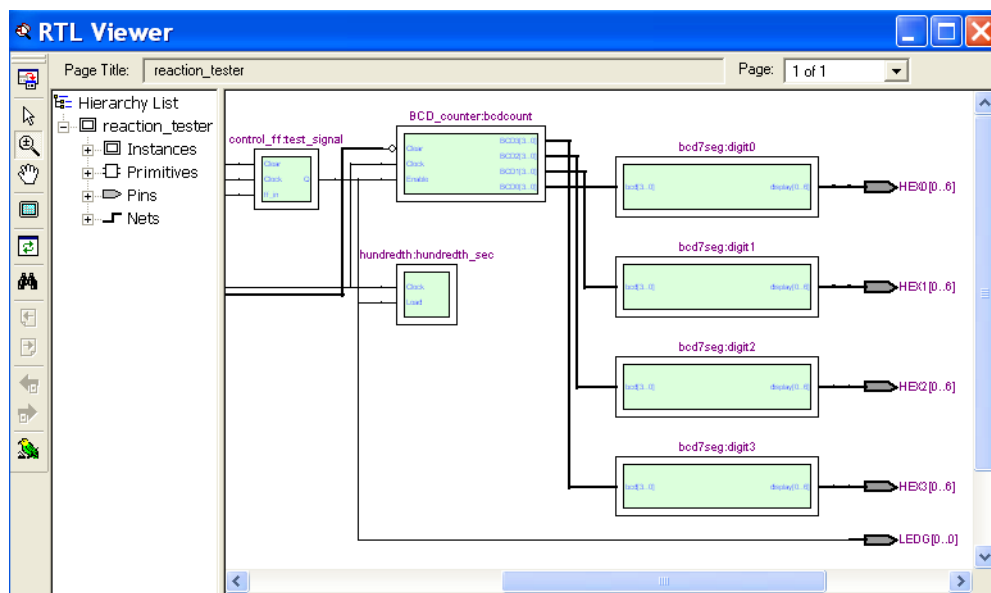 RTL Viewer
Page Title: reaction_tester
Page: 1 of 1
Hierarchy List
reaction_tester
Instances
Primitives
Pins
Nets
control_ff:test_signal
Clear
Clock Q
ff_in
BCD_counter:bcdcount
Clear BCD3[3..0]
Clock BCD2[3..0]
Enable BCD1[3..0]
BCD0[3..0]
hundredth:hundredth_sec
Clock
Load
bcd7seg:digit0
bcd[3..0] display[0..6]
HEX0[0..6]
bcd7seg:digit1
bcd[3..0] display[0..6]
HEX1[0..6]
bcd7seg:digit2
bcd[3..0] display[0..6]
HEX2[0..6]
bcd7seg:digit3
bcd[3..0] display[0..6]
HEX3[0..6]
LEDG[0..0]